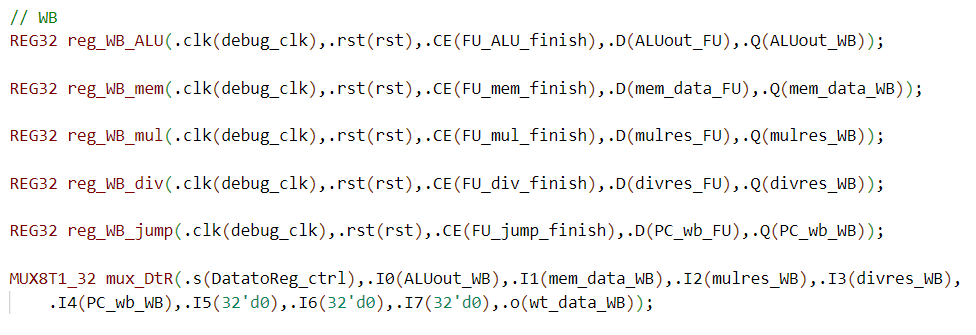 // WB
REG32 reg_WB_ALU(.clk(debug_clk),.rst(rst),.CE(FU_ALU_finish),.D(ALUout_FU),.Q(ALUout_WB));
REG32 reg_WB_mem(.clk(debug_clk),.rst(rst),.CE(FU_mem_finish),.D(mem_data_FU),.Q(mem_data_WB));
REG32 reg_WB_mul(.clk(debug_clk),.rst(rst),.CE(FU_mul_finish),.D(mulres_FU),.Q(mulres_WB));
REG32 reg_WB_div(.clk(debug_clk),.rst(rst),.CE(FU_div_finish),.D(divres_FU),.Q(divres_WB));
REG32 reg_WB_jump(.clk(debug_clk),.rst(rst),.CE(FU_jump_finish),.D(PC_wb_FU),.Q(PC_wb_WB));
MUX8T1_32 mux_DtR(.s(DatatoReg_ctrl),.I0(ALUout_WB),.I1(mem_data_WB),.I2(mulres_WB),.I3(divres_WB),
.I4(PC_wb_WB),.I5(32'd0),.I6(32'd0),.I7(32'd0),.o(wt_data_WB));